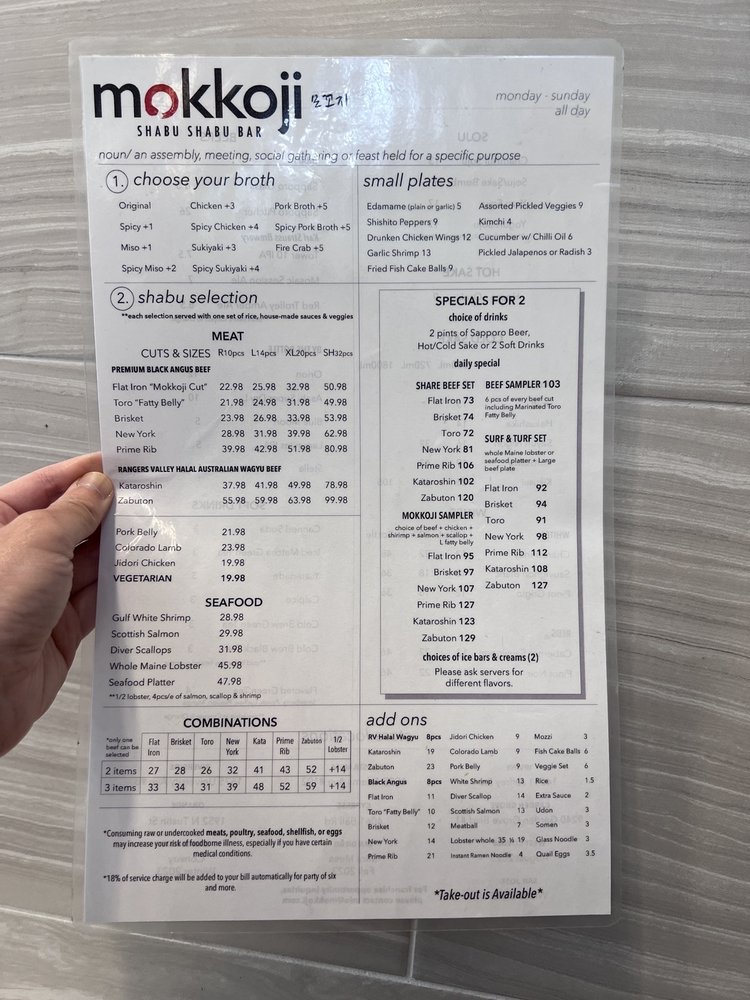 mokkoji 모꼬지
SHABU SHABU BAR
monday - sunday
all day
noun/ an assembly, meeting, social gathering or feast held for a specific purpose
1. choose your broth
Original Chicken +3 Pork Broth +5
Spicy +1 Spicy Chicken +4 Spicy Pork Broth +5
Miso +1 Sukiyaki +3 Fire Crab +5
Spicy Miso +2 Spicy Sukiyaki +4
small plates
Edamame (plain or garlic) 5 Assorted Pickled Veggies 9
Shishito Peppers 9 Kimchi 4
Drunken Chicken Wings 12 Cucumber w/ Chilli Oil 6
Garlic Shrimp 13 Pickled Jalapenos or Radish 3
Fried Fish Cake Balls 9
2. shabu selection
**each selection served with one set of rice, house-made sauces & veggies
MEAT
CUTS & SIZES R10pcs L14pcs XL20pcs SH32pcs
PREMIUM BLACK ANGUS BEEF
Flat Iron "Mokkoji Cut" 22.98 25.98 32.98 50.98
Toro "Fatty Belly" 21.98 24.98 31.98 49.98
Brisket 23.98 26.98 33.98 53.98
New York 28.98 31.98 39.98 62.98
Prime Rib 39.98 42.98 51.98 80.98
RANGERS VALLEY HALAL AUSTRALIAN WAGYU BEEF
Kataroshin 37.98 41.98 49.98 78.98
Zabuton 55.98 59.98 63.98 99.98
Pork Belly 21.98
Colorado Lamb 23.98
Jidori Chicken 19.98
VEGETARIAN 19.98
SEAFOOD
Gulf White Shrimp 28.98
Scottish Salmon 29.98
Diver Scallops 31.98
Whole Maine Lobster 45.98
Seafood Platter 47.98
**1/2 lobster, 4pcs/e of salmon, scallop & shrimp
COMBINATIONS
*only one beef can be selected Flat Iron Brisket Toro New York Kata Prime Rib Zabuton 1/2 Lobster
2 items 27 28 26 32 41 43 52 +14
3 items 33 34 31 39 48 52 59 +14
*Consuming raw or undercooked meats, poultry, seafood, shellfish, or eggs
may increase your risk of foodborne illness, especially if you have certain
medical conditions.
*18% of service charge will be added to your bill automatically for party of six
and more.
SPECIALS FOR 2
choice of drinks
2 pints of Sapporo Beer,
Hot/Cold Sake or 2 Soft Drinks
daily special
SHARE BEEF SET
Flat Iron 73
Brisket 74
Toro 72
New York 81
Prime Rib 106
Kataroshin 102
Zabuton 120
MOKKOJI SAMPLER
choice of beef + chicken +
shrimp + salmon + scallop +
L fatty belly
Flat Iron 95
Brisket 97
New York 107
Prime Rib 127
Kataroshin 123
Zabuton 129
BEEF SAMPLER 103
6 pcs of every beef cut
including Marinated Toro
Fatty Belly
SURF & TURF SET
whole Maine lobster or
seafood platter + Large
beef plate
Flat Iron 92
Brisket 94
Toro 91
New York 98
Prime Rib 112
Kataroshin 108
Zabuton 127
choices of ice bars & creams (2)
Please ask servers for
different flavors.
add ons
RV Halal Wagyu 8pcs Jidori Chicken 9 Mozzi 3
Kataroshin 19 Colorado Lamb 9 Fish Cake Balls 6
Zabuton 23 Pork Belly 9 Veggie Set 6
Black Angus 8pcs White Shrimp 13 Rice 1.5
Flat Iron 11 Diver Scallop 14 Extra Sauce 2
Toro "Fatty Belly" 10 Scottish Salmon 13 Udon 3
Brisket 12 Meatball 7 Somen 3
New York 14 Lobster whole 35 ½ 19 Glass Noodle 3
Prime Rib 21 Instant Ramen Noodle 4 Quail Eggs 3.5
*Take-out is Available*